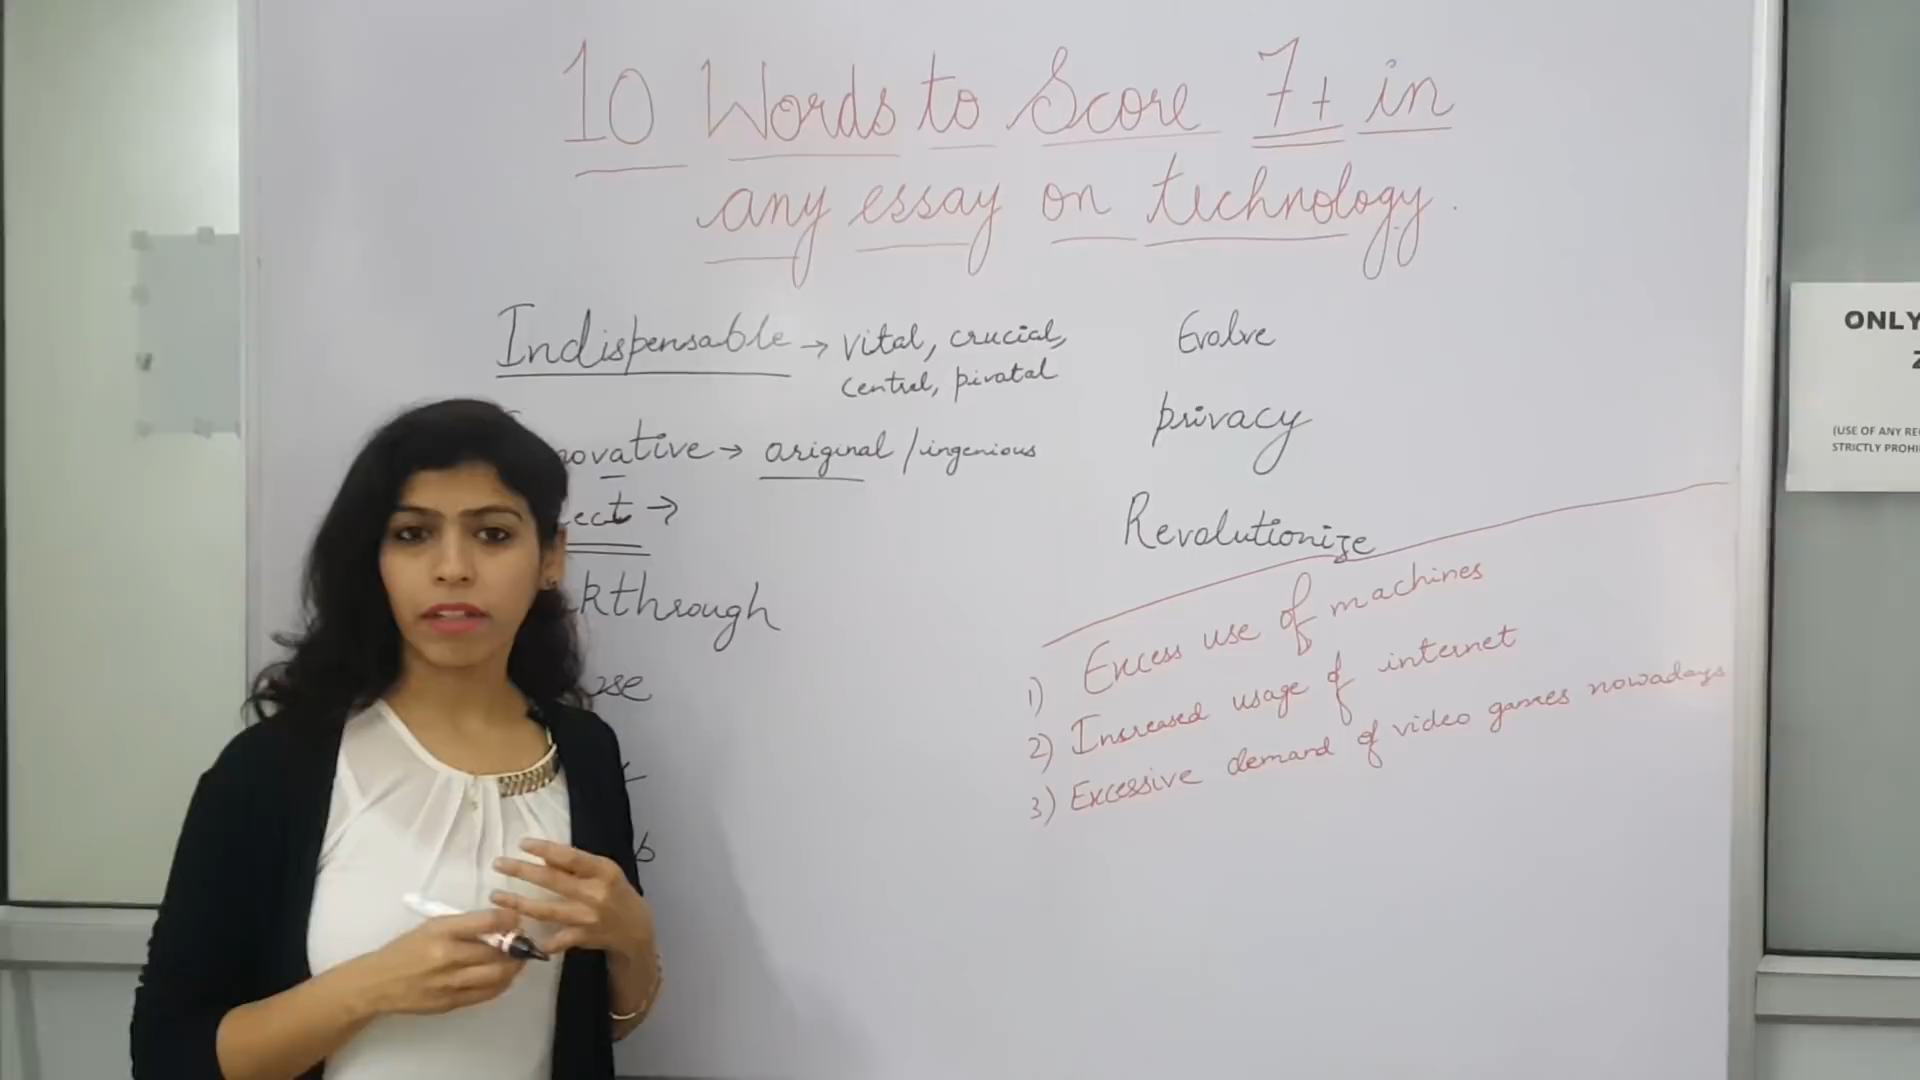 10 Words to Score 7+ in
any essay on technology.
Indispensable → vital, crucial,
central, pivotal
ovative → original / ingenious
ect →
kthrough
se
Evolve
privacy
Revolutionize
1) Excess use of machines
2) Increased usage of internet
3) Excessive demand of video games nowadays
ONLY
(USE OF ANY RE
STRICTLY PROHI